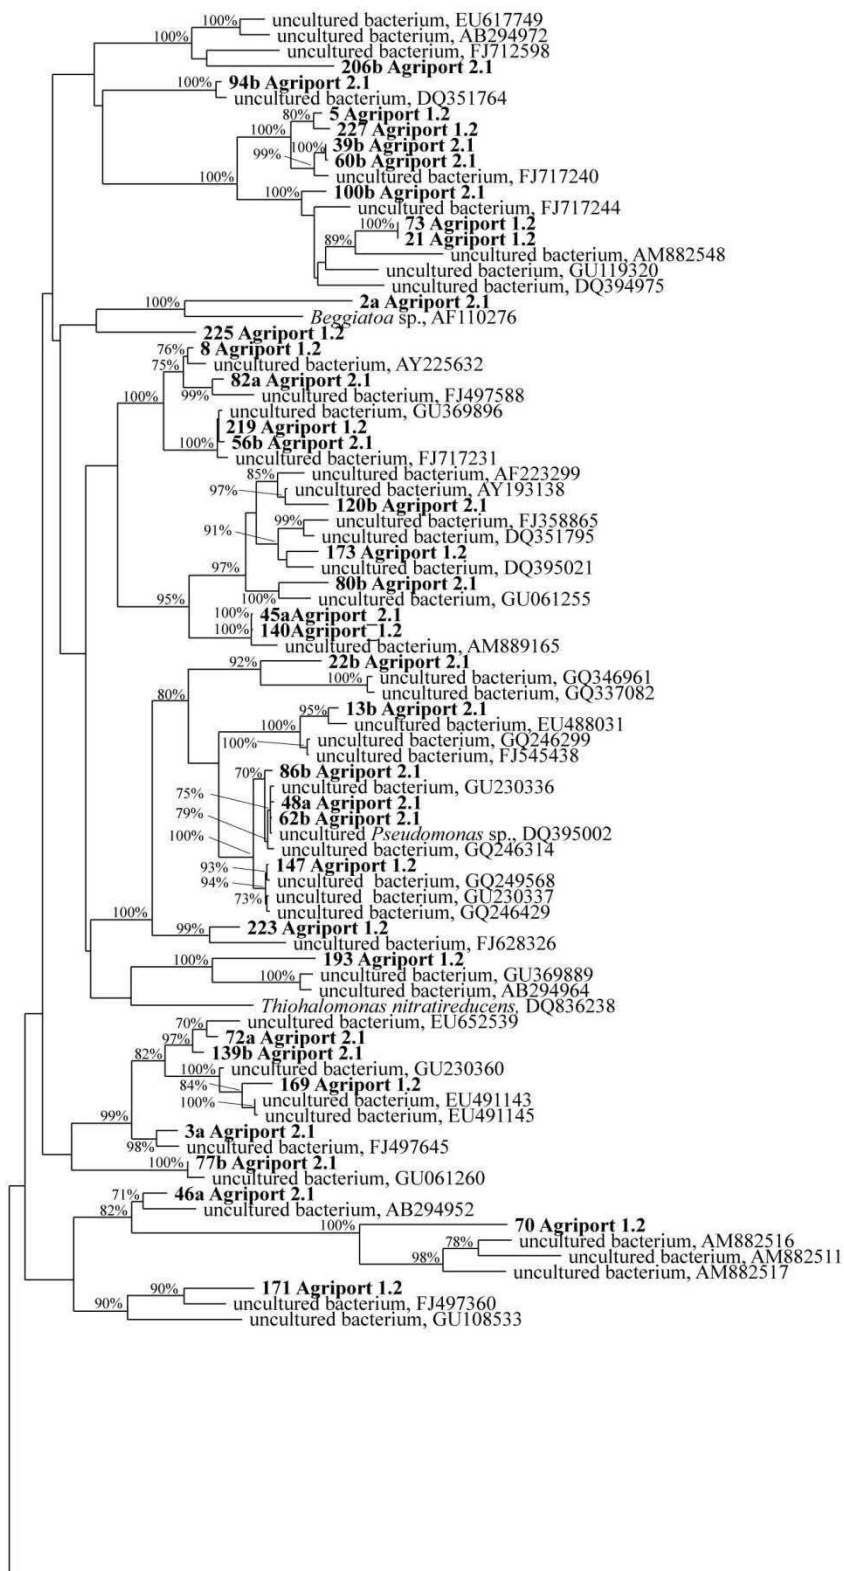 100%
uncultured bacterium, EU617749
100%
uncultured bacterium, AB294972
uncultured bacterium, FJ712598
206b Agriport 2.1
100%
94b Agriport 2.1
uncultured bacterium, DQ351764
80%
5 Agriport 1.2
100%
227 Agriport 1.2
100%
39b Agriport 2.1
99%
60b Agriport 2.1
100%
uncultured bacterium, FJ717240
100%
100b Agriport 2.1
uncultured bacterium, FJ717244
100%
73 Agriport 1.2
89%
21 Agriport 1.2
uncultured bacterium, AM882548
uncultured bacterium, GU119320
uncultured bacterium, DQ394975
100%
2a Agriport 2.1
Beggiatoa sp., AF110276
225 Agriport 1.2
76%
8 Agriport 1.2
75%
uncultured bacterium, AY225632
82a Agriport 2.1
100%
99%
uncultured bacterium, FJ497588
uncultured bacterium, GU369896
219 Agriport 1.2
100%
56b Agriport 2.1
uncultured bacterium, FJ717231
85%
uncultured bacterium, AF223299
97%
uncultured bacterium, AY193138
120b Agriport 2.1
99%
uncultured bacterium, FJ358865
91%
uncultured bacterium, DQ351795
173 Agriport 1.2
97%
uncultured bacterium, DQ395021
80b Agriport 2.1
95%
100%
uncultured bacterium, GU061255
100%
45aAgriport_2.1
100%
140Agriport_1.2
uncultured bacterium, AM889165
92%
22b Agriport 2.1
100%
uncultured bacterium, GQ346961
80%
uncultured bacterium, GQ337082
95%
13b Agriport 2.1
100%
uncultured bacterium, EU488031
100%
uncultured bacterium, GQ246299
uncultured bacterium, FJ545438
70%
86b Agriport 2.1
75%
uncultured bacterium, GU230336
48a Agriport 2.1
79%
62b Agriport 2.1
100%
uncultured Pseudomonas sp., DQ395002
uncultured bacterium, GQ246314
93%
147 Agriport 1.2
94%
uncultured bacterium, GQ249568
73%
uncultured bacterium, GU230337
uncultured bacterium, GQ246429
100%
223 Agriport 1.2
99%
uncultured bacterium, FJ628326
100%
193 Agriport 1.2
100%
uncultured bacterium, GU369889
uncultured bacterium, AB294964
Thiohalomonas nitratireducens, DQ836238
70%
uncultured bacterium, EU652539
97%
72a Agriport 2.1
82%
139b Agriport 2.1
100%
uncultured bacterium, GU230360
84%
169 Agriport 1.2
100%
uncultured bacterium, EU491143
uncultured bacterium, EU491145
99%
3a Agriport 2.1
98%
uncultured bacterium, FJ497645
100%
77b Agriport 2.1
uncultured bacterium, GU061260
71%
46a Agriport 2.1
82%
uncultured bacterium, AB294952
100%
70 Agriport 1.2
78%
uncultured bacterium, AM882516
98%
uncultured bacterium, AM882511
uncultured bacterium, AM882517
90%
171 Agriport 1.2
90%
uncultured bacterium, FJ497360
uncultured bacterium, GU108533